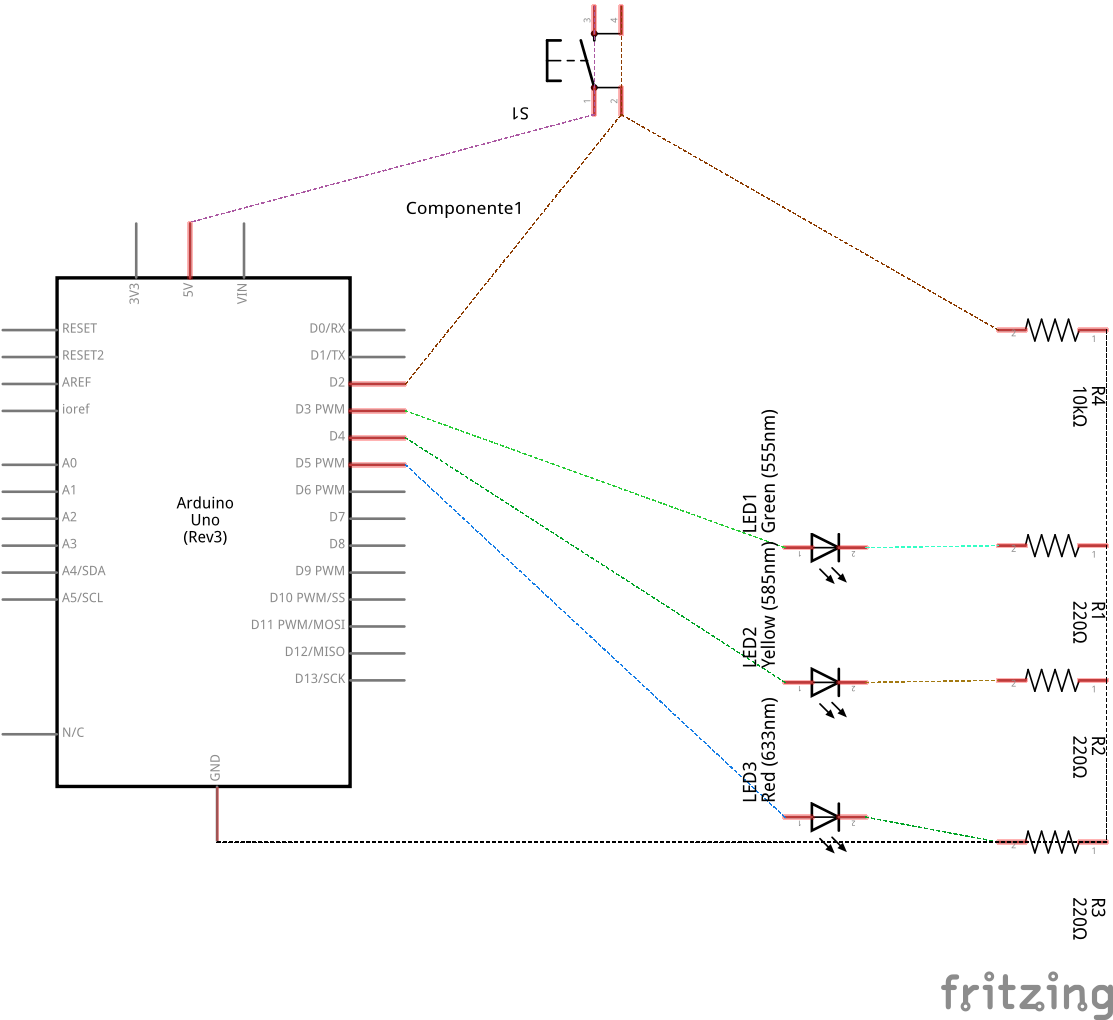 3 4
1 2
S1
Componente1
3V3
5V
VIN
RESET
RESET2
AREF
ioref
A0
A1
A2
A3
A4/SDA
A5/SCL
N/C
Arduino
Uno
(Rev3)
D0/RX
D1/TX
D2
D3 PWM
D4
D5 PWM
D6 PWM
D7
D8
D9 PWM
D10 PWM/SS
D11 PWM/MOSI
D12/MISO
D13/SCK
GND
LED1
Green (555nm)
1 2
LED2
Yellow (585nm)
1 2
LED3
Red (633nm)
1 2
2 1
R4
10kΩ
2 1
R1
220Ω
2 1
R2
220Ω
2 1
R3
220Ω
fritzing